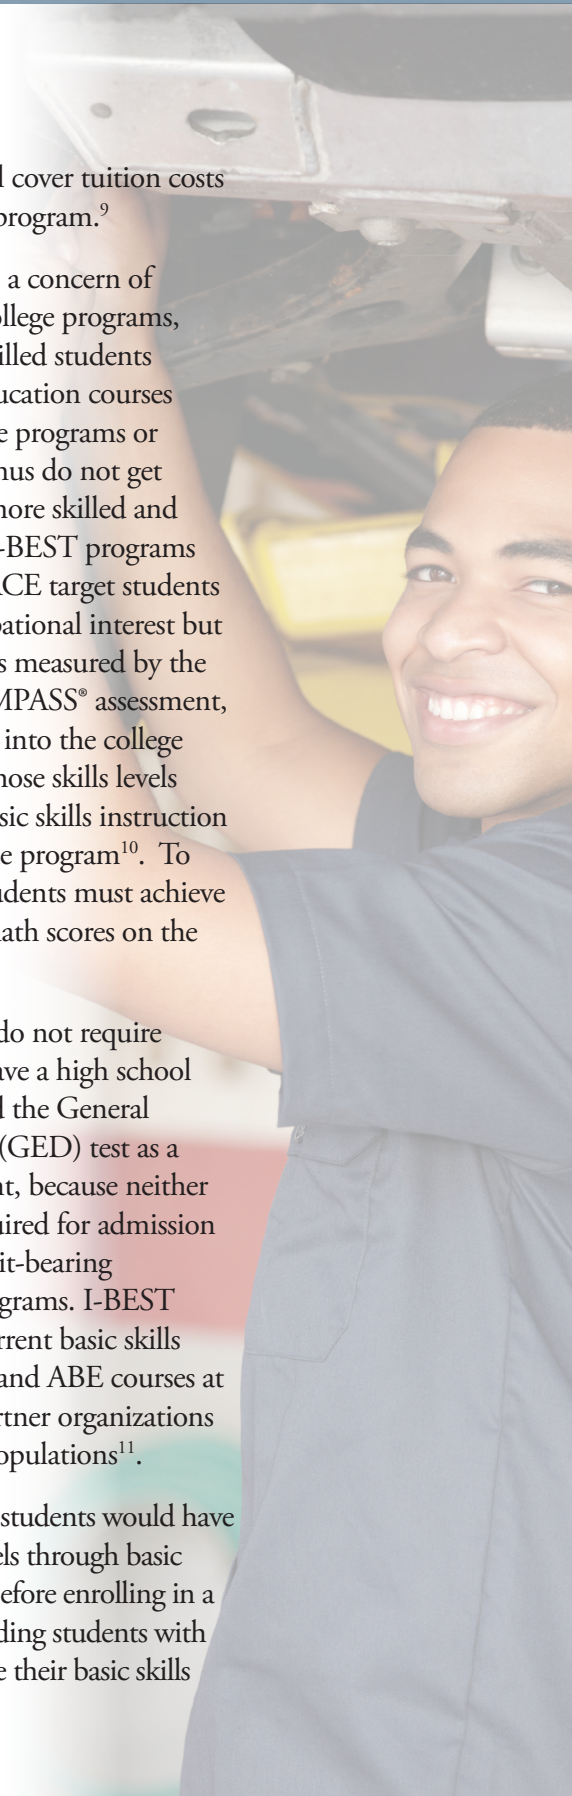 l cover tuition costs
program.9
a concern of
ollege programs,
illed students
ucation courses
e programs or
hus do not get
more skilled and
-BEST programs
ACE target students
pational interest but
s measured by the
MPASS® assessment,
into the college
hose skills levels
sic skills instruction
e program10. To
udents must achieve
ath scores on the
do not require
ave a high school
d the General
(GED) test as a
nt, because neither
uired for admission
it-bearing
grams. I-BEST
rrent basic skills
and ABE courses at
rtner organizations
opulations11.
students would have
els through basic
efore enrolling in a
ding students with
e their basic skills